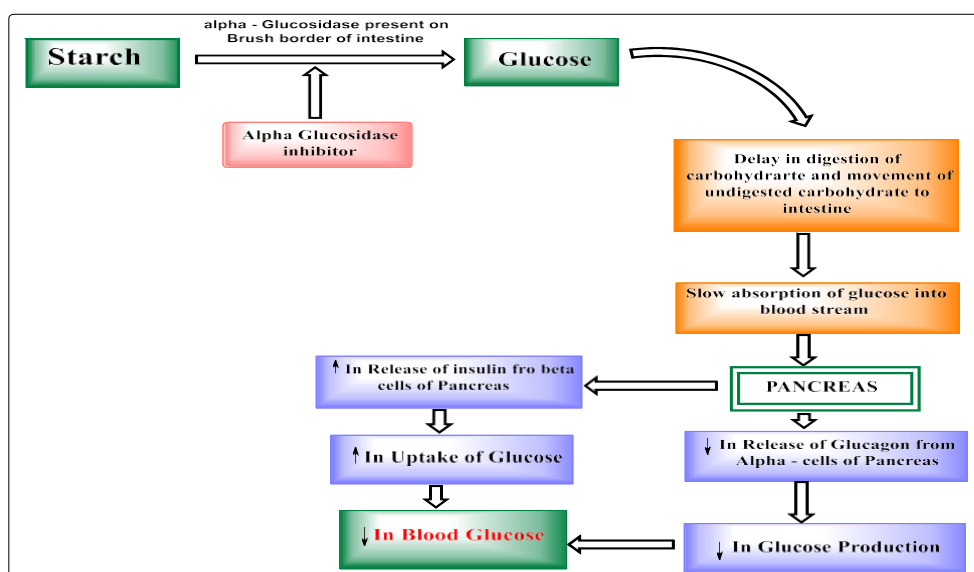 alpha - Glucosidase present on
Brush border of intestine
Starch
Glucose
Alpha Glucosidase
inhibitor
Delay in digestion of
carbohydrarte and movement of
undigested carbohydrate to
intestine
Slow absorption of glucose into
blood stream
PANCREAS
↑ In Release of insulin fro beta
cells of Pancreas
↓ In Release of Glucagon from
Alpha - cells of Pancreas
↑ In Uptake of Glucose
↓ In Blood Glucose
↓ In Glucose Production